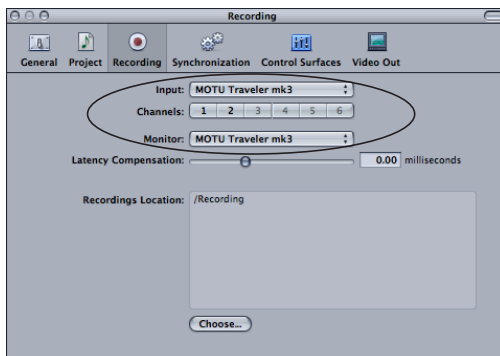 Recording
General Project Recording Synchronization Control Surfaces Video Out
Input: MOTU Traveler mk3
Channels: 1 2 3 4 5 6
Monitor: MOTU Traveler mk3
Latency Compensation: 0.00 milliseconds
Recordings Location: /Recording
Choose...